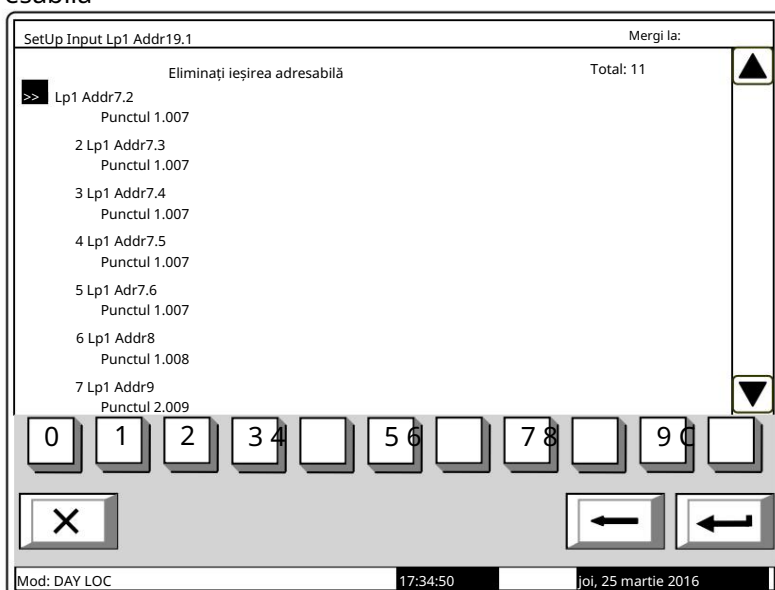 SetUp Input Lp1 Addr19.1 Mergi la:
Eliminați ieșirea adresabilă Total: 11
>> Lp1 Addr7.2
Punctul 1.007
2 Lp1 Addr7.3
Punctul 1.007
3 Lp1 Addr7.4
Punctul 1.007
4 Lp1 Addr7.5
Punctul 1.007
5 Lp1 Adr7.6
Punctul 1.007
6 Lp1 Addr8
Punctul 1.008
7 Lp1 Addr9
Punctul 2.009
0 1 2 3 4 5 6 7 8 9 C
Mod: DAY LOC 17:34:50 joi, 25 martie 2016